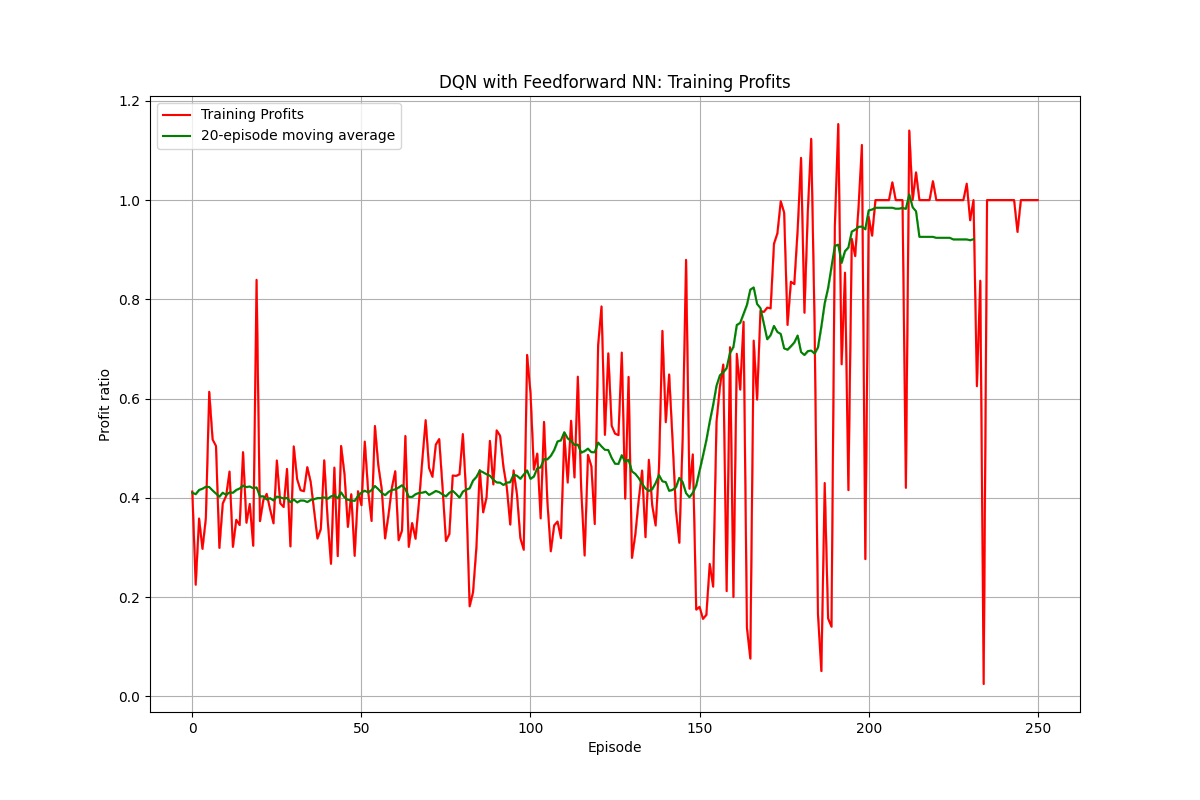 DQN with Feedforward NN: Training Profits
Training Profits
20-episode moving average
1.2
1.0
0.8
0.6
0.4
0.2
0.0
Profit ratio
0 50 100 150 200 250
Episode